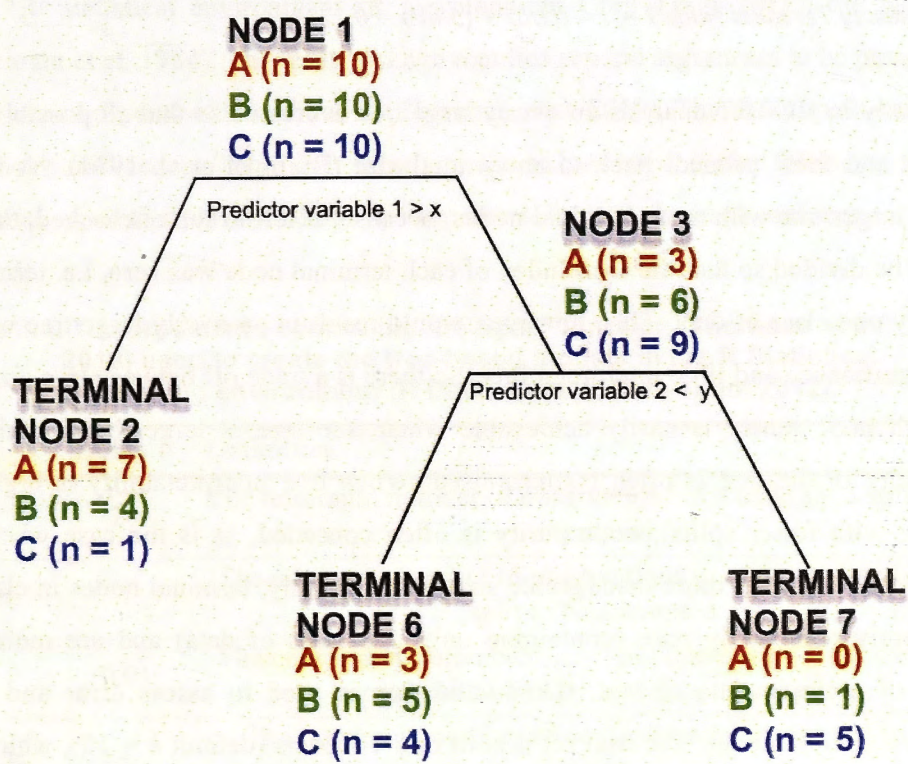 NODE 1
A (n = 10)
B (n = 10)
C (n = 10)
Predictor variable 1 > x
NODE 3
A (n = 3)
B (n = 6)
C (n = 9)
Predictor variable 2 < y
TERMINAL
NODE 2
A (n = 7)
B (n = 4)
C (n = 1)
TERMINAL
NODE 6
A (n = 3)
B (n = 5)
C (n = 4)
TERMINAL
NODE 7
A (n = 0)
B (n = 1)
C (n = 5)